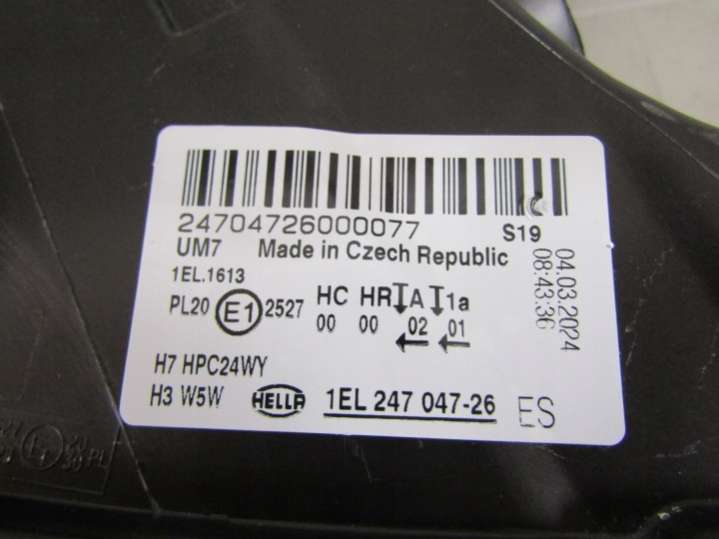 24704726000077 S19
UM7 Made in Czech Republic
1EL.1613
PL20 E1 2527 HC HR A 1a
00 00 02 01
H7 HPC24WY
H3 W5W HELLA 1EL 247 047-26 ES
04.03.2024
08:43:36